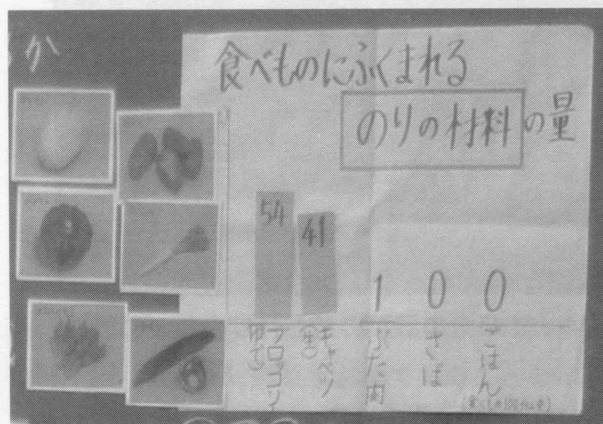 か
食べものにふくまれる
のりの材料の量
54
41
1
0
0
ブロッコリー
(ゆで)
キャベツ
(生)
ぶた肉
さば
ごはん